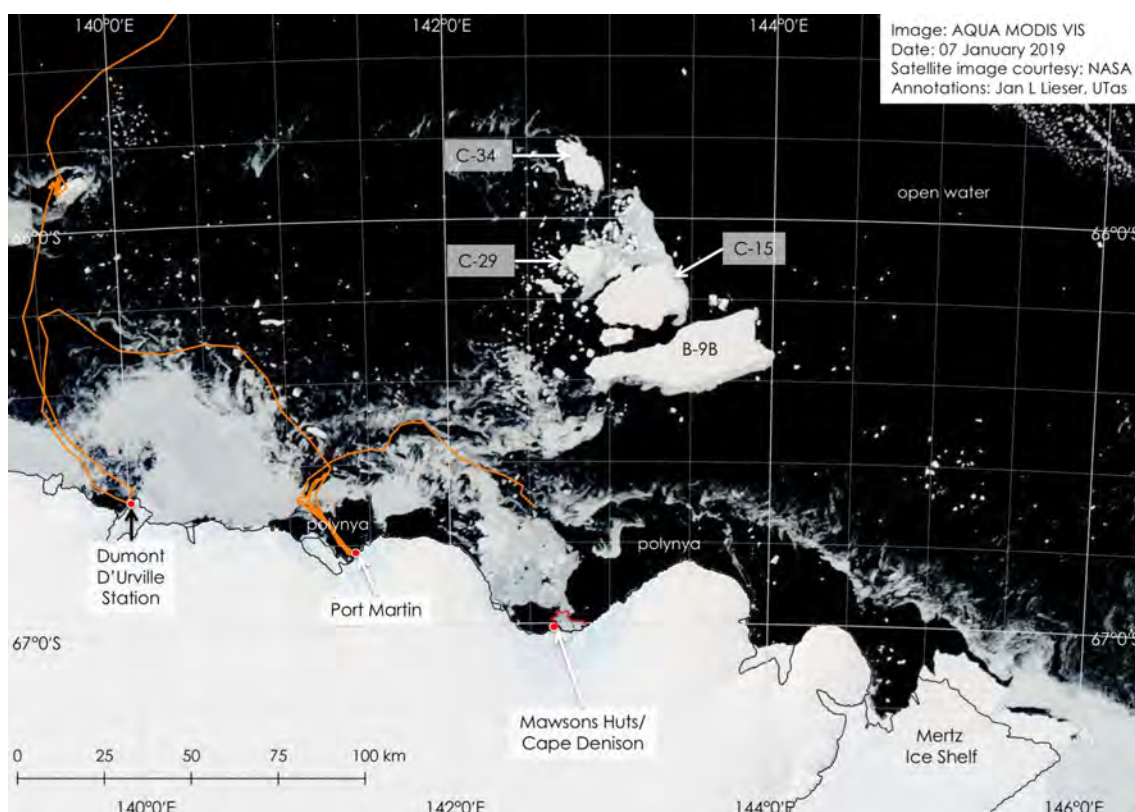 140°0'E
142°0'E
144°0'E
Image: AQUA MODIS VIS
Date: 07 January 2019
Satellite image courtesy: NASA
Annotations: Jan L Lieser, UTas
C-34
open water
66°0'S
66°0'S
C-29
C-15
B-9B
polynya
polynya
Dumont
D'Urville
Station
Port Martin
67°0'S
67°0'S
Mawsons Huts/
Cape Denison
Mertz
Ice Shelf
0 25 50 75 100 km
140°0'E
142°0'E
144°0'E
146°0'E